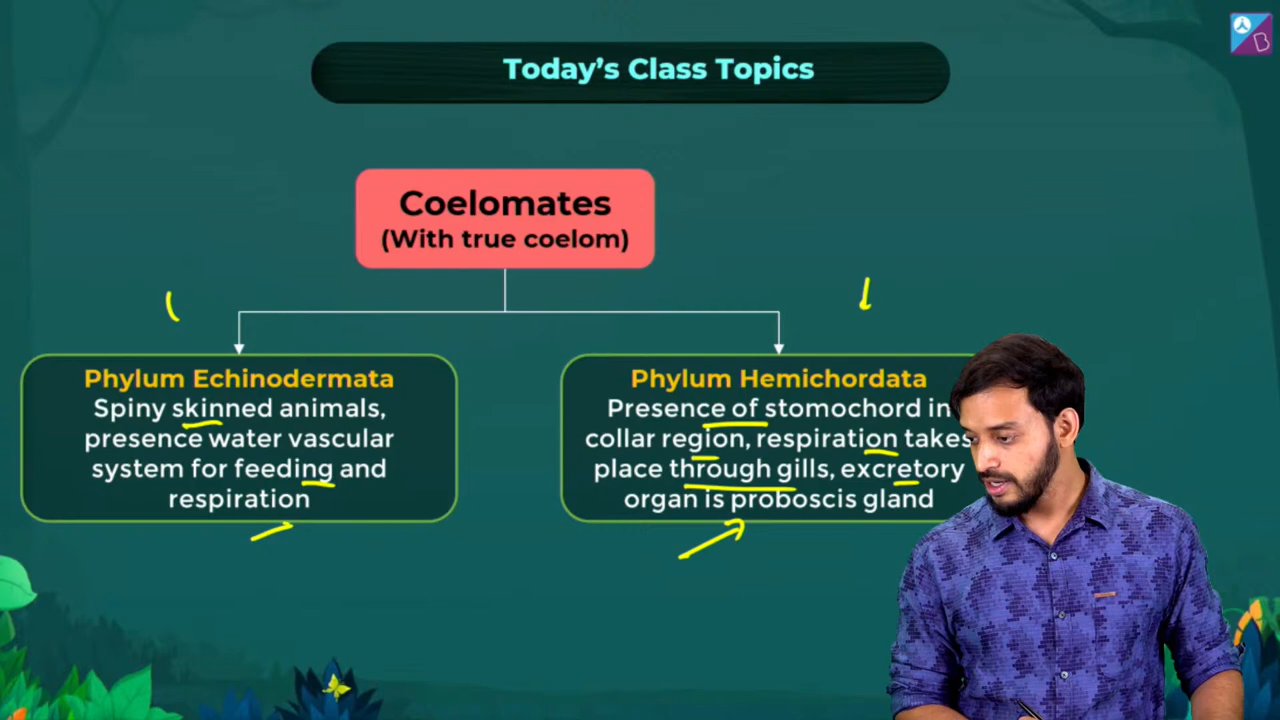 Today's Class Topics
Coelomates
(With true coelom)
Phylum Echinodermata
Spiny skinned animals,
presence water vascular
system for feeding and
respiration
Phylum Hemichordata
Presence of stomochord in
collar region, respiration takes
place through gills, excretory
organ is proboscis gland
B